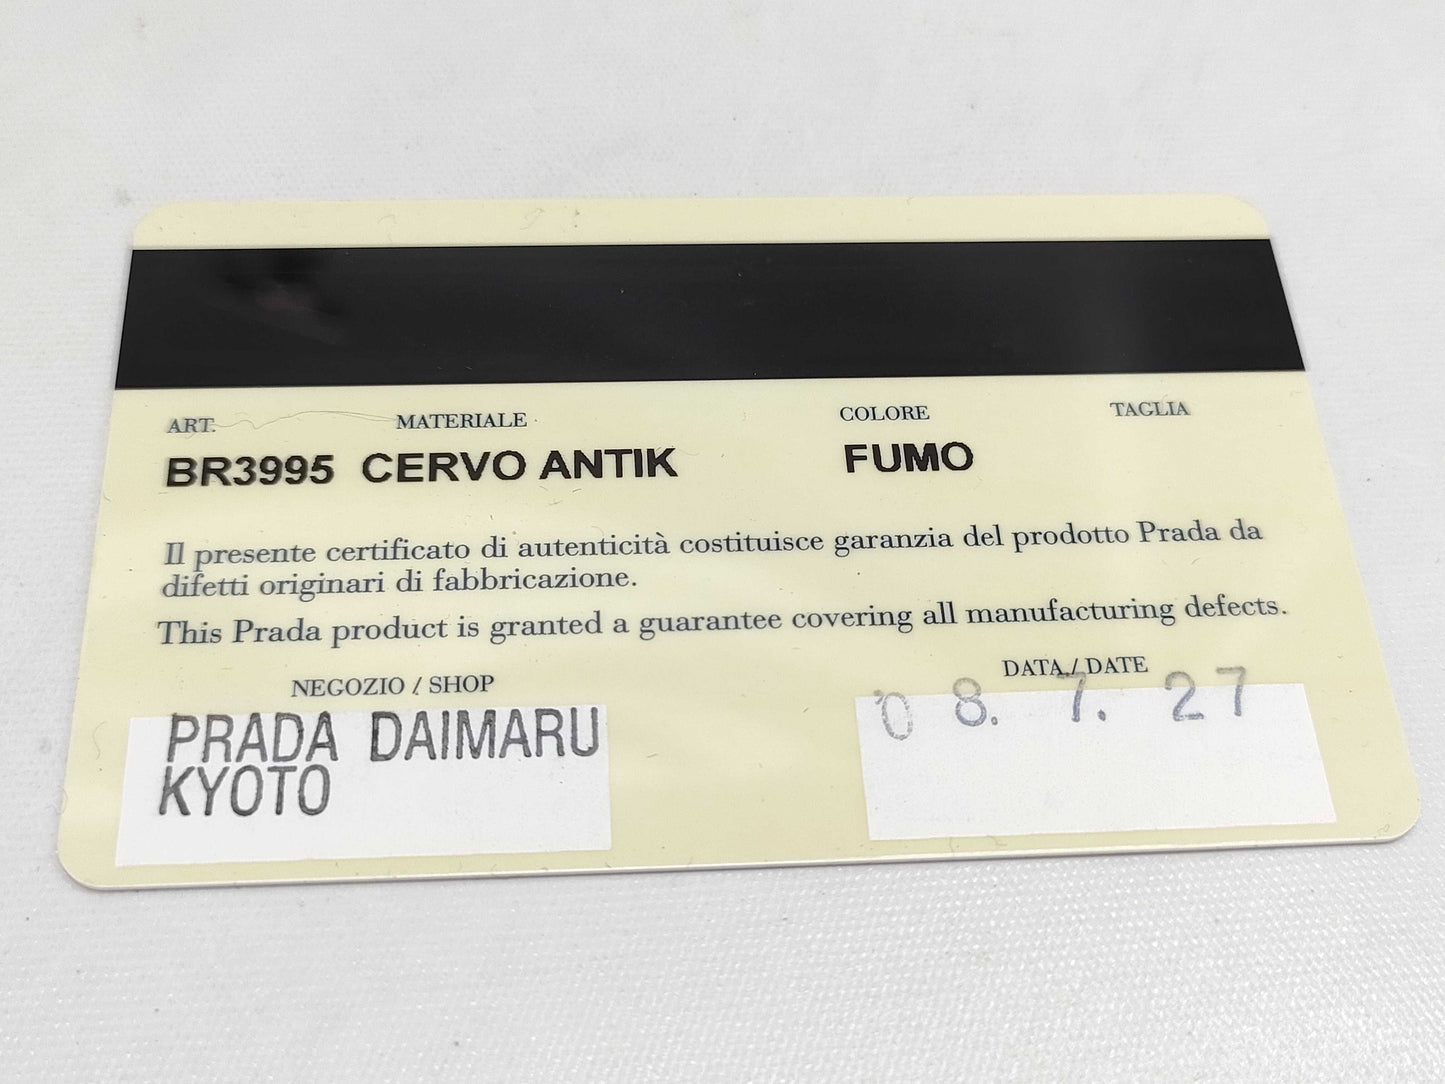 ART. MATERIALE COLORE TAGLIA
BR3995 CERVO ANTIK FUMO
Il presente certificato di autenticità costituisce garanzia del prodotto Prada da
difetti originari di fabbricazione.
This Prada product is granted a guarantee covering all manufacturing defects.
NEGOZIO / SHOP DATA / DATE
PRADA DAIMARU '08. 7. 27
KYOTO